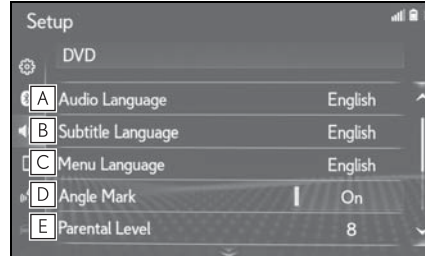 Setup
DVD
A Audio Language English
B Subtitle Language English
C Menu Language English
D Angle Mark On
E Parental Level 8